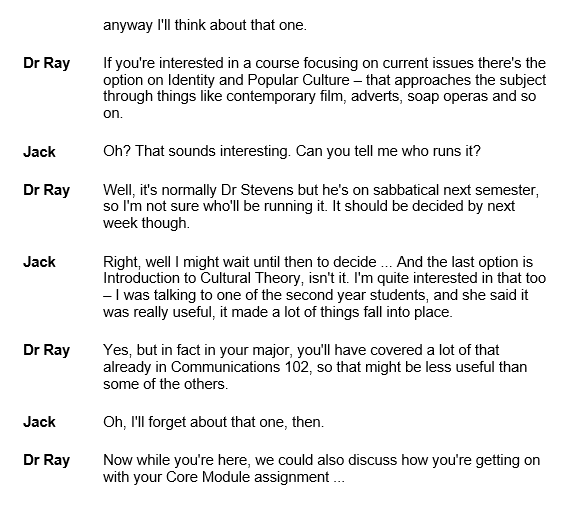 anyway I'll think about that one.
Dr Ray If you're interested in a course focusing on current issues there's the
option on Identity and Popular Culture – that approaches the subject
through things like contemporary film, adverts, soap operas and so
on.
Jack Oh? That sounds interesting. Can you tell me who runs it?
Dr Ray Well, it's normally Dr Stevens but he's on sabbatical next semester,
so I'm not sure who'll be running it. It should be decided by next
week though.
Jack Right, well I might wait until then to decide ... And the last option is
Introduction to Cultural Theory, isn't it. I'm quite interested in that too
– I was talking to one of the second year students, and she said it
was really useful, it made a lot of things fall into place.
Dr Ray Yes, but in fact in your major, you'll have covered a lot of that
already in Communications 102, so that might be less useful than
some of the others.
Jack Oh, I'll forget about that one, then.
Dr Ray Now while you're here, we could also discuss how you're getting on
with your Core Module assignment ...